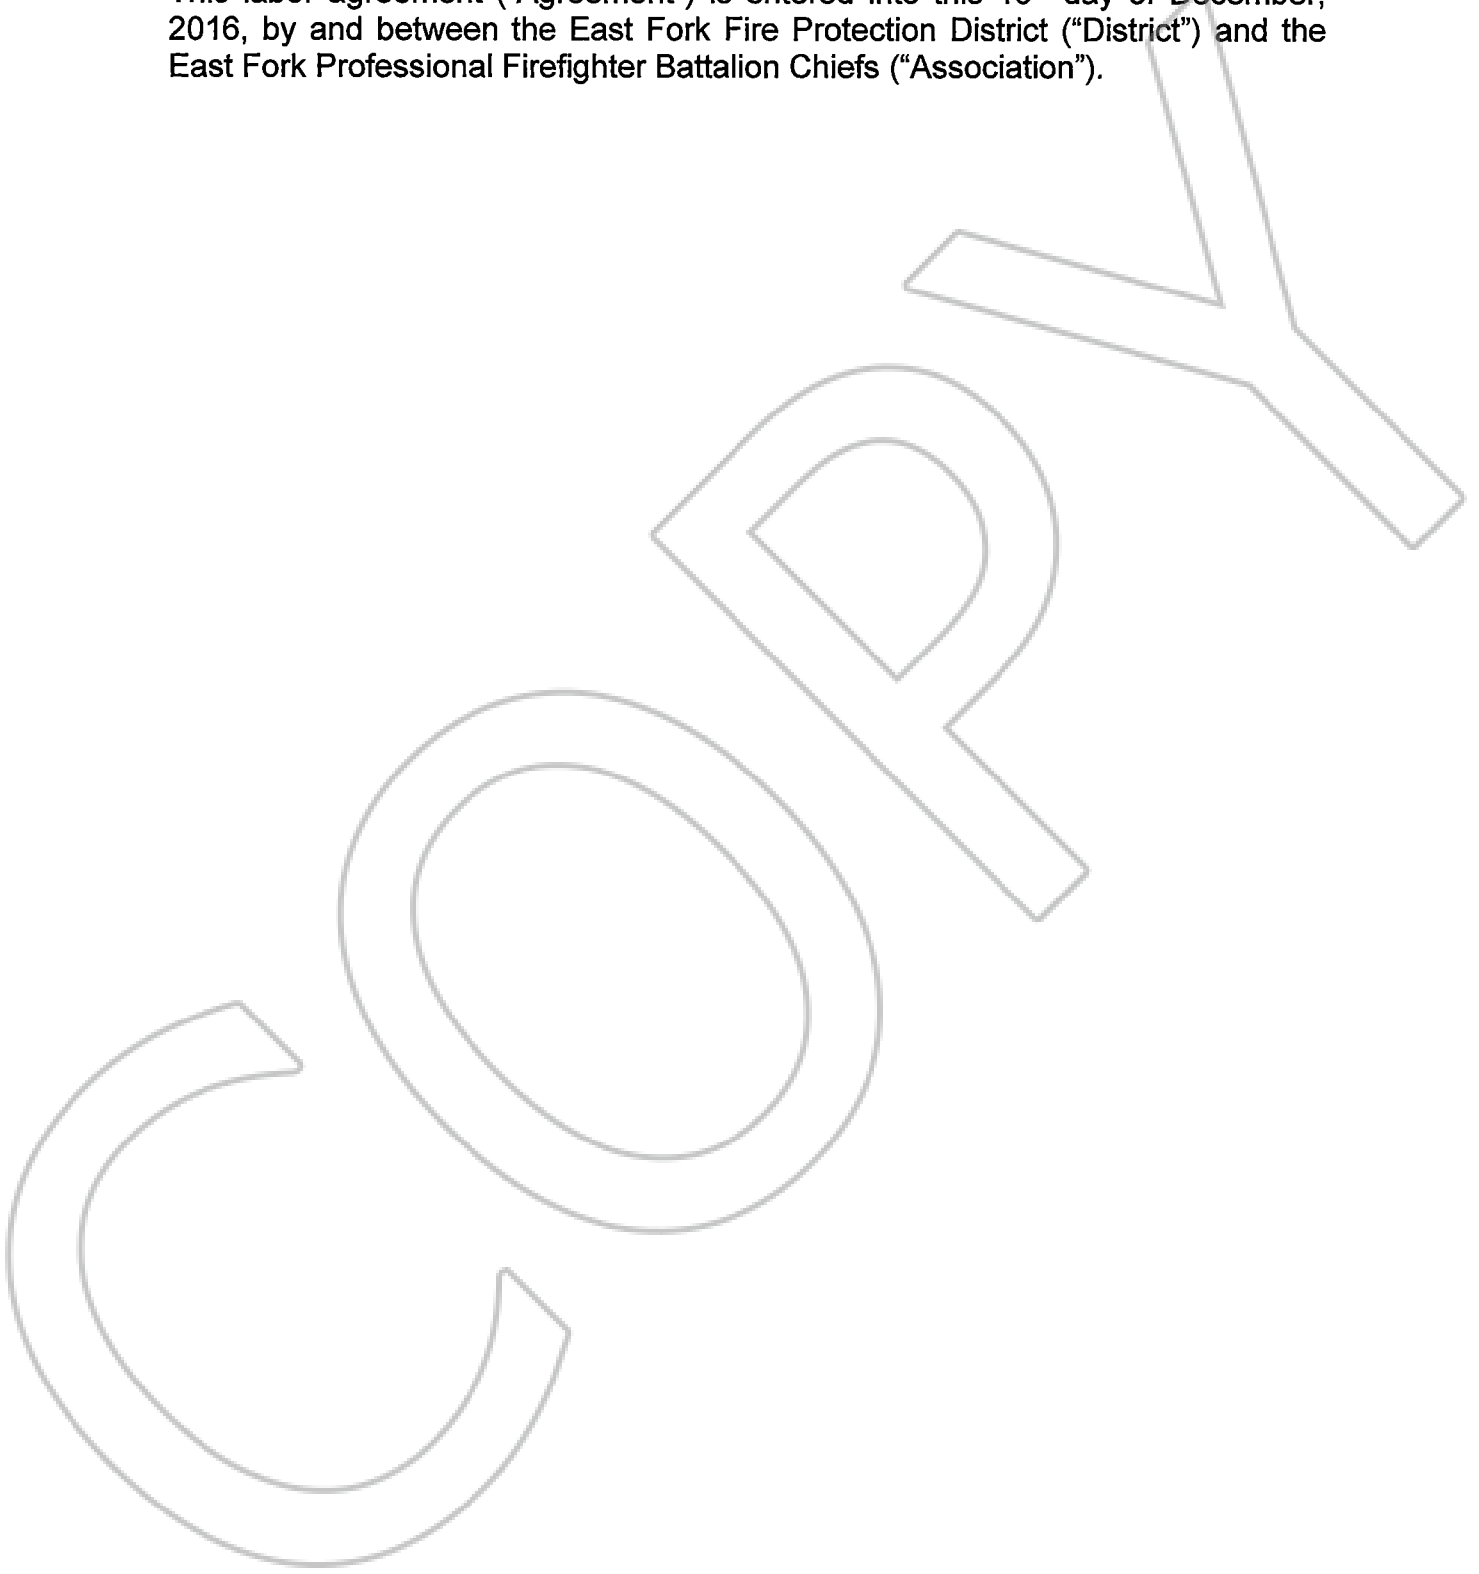 This labor agreement (“Agreement”) is entered into this day of December,
2016, by and between the East Fork Fire Protection District (“District”) and the
East Fork Professional Firefighter Battalion Chiefs (“Association”).
COPY